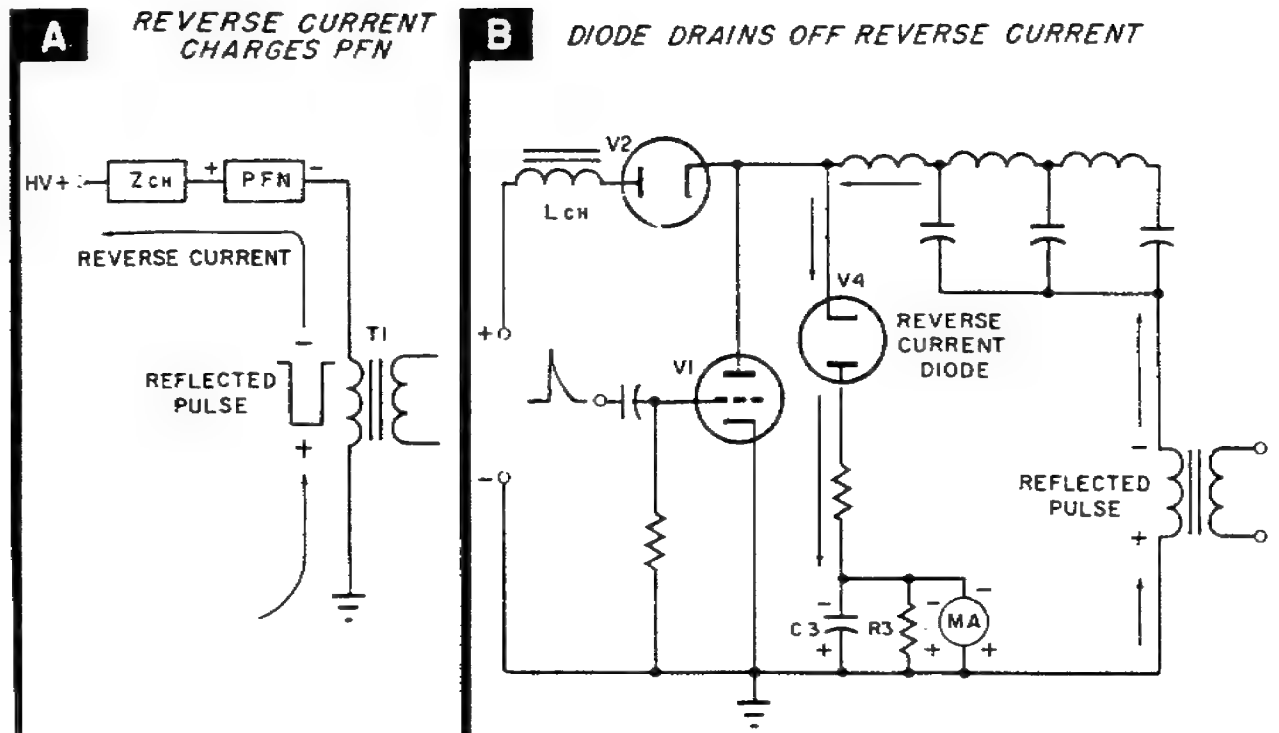 A
REVERSE CURRENT
CHARGES PFN
HV+
ZCH
+
PFN
-
REVERSE CURRENT
-
T1
REFLECTED
PULSE
+
B
DIODE DRAINS OFF REVERSE CURRENT
V2
LCH
V4
REVERSE
CURRENT
DIODE
+
V1
-
-
REFLECTED
PULSE
+
-
-
-
C3
R3
MA
+
+
+